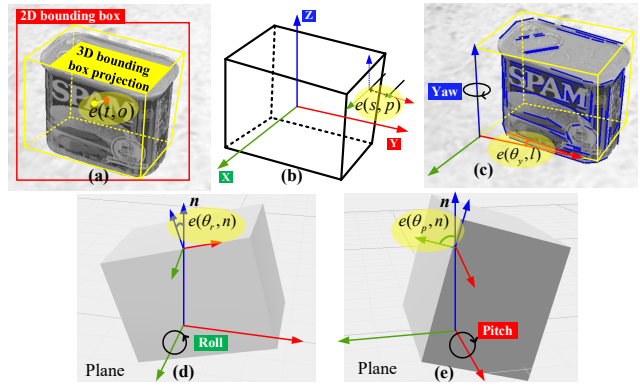 2D bounding box
3D bounding
box projection
SPAM
e(t,o)
(a)
Z
e(s,p)
Y
X
(b)
Yaw
SPAM
e(θy,l)
(c)
n
e(θr,n)
Roll
Plane
(d)
n
e(θp,n)
Pitch
Plane
(e)